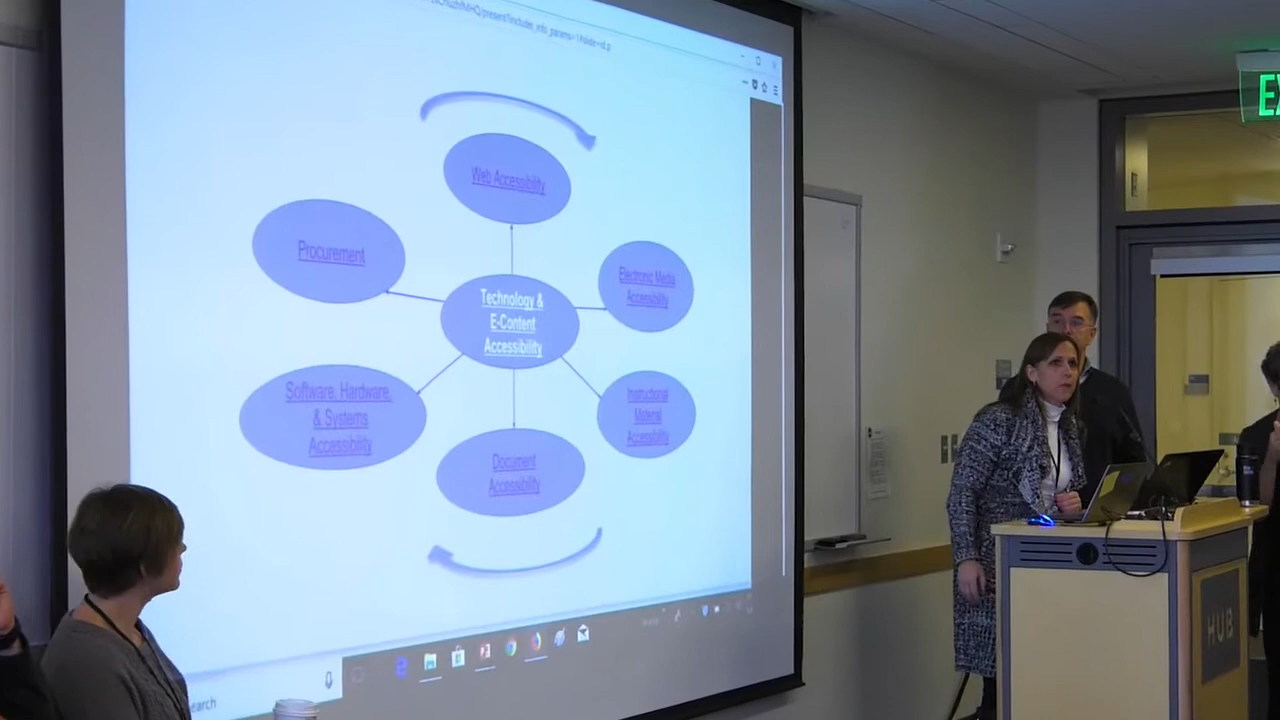 Web Accessibility
Procurement
Electronic Media
Accessibility
Technology &
E-Content
Accessibility
Software, Hardware,
& Systems
Accessibility
Instructional
Material
Accessibility
Document
Accessibility
earch
HUB
EX